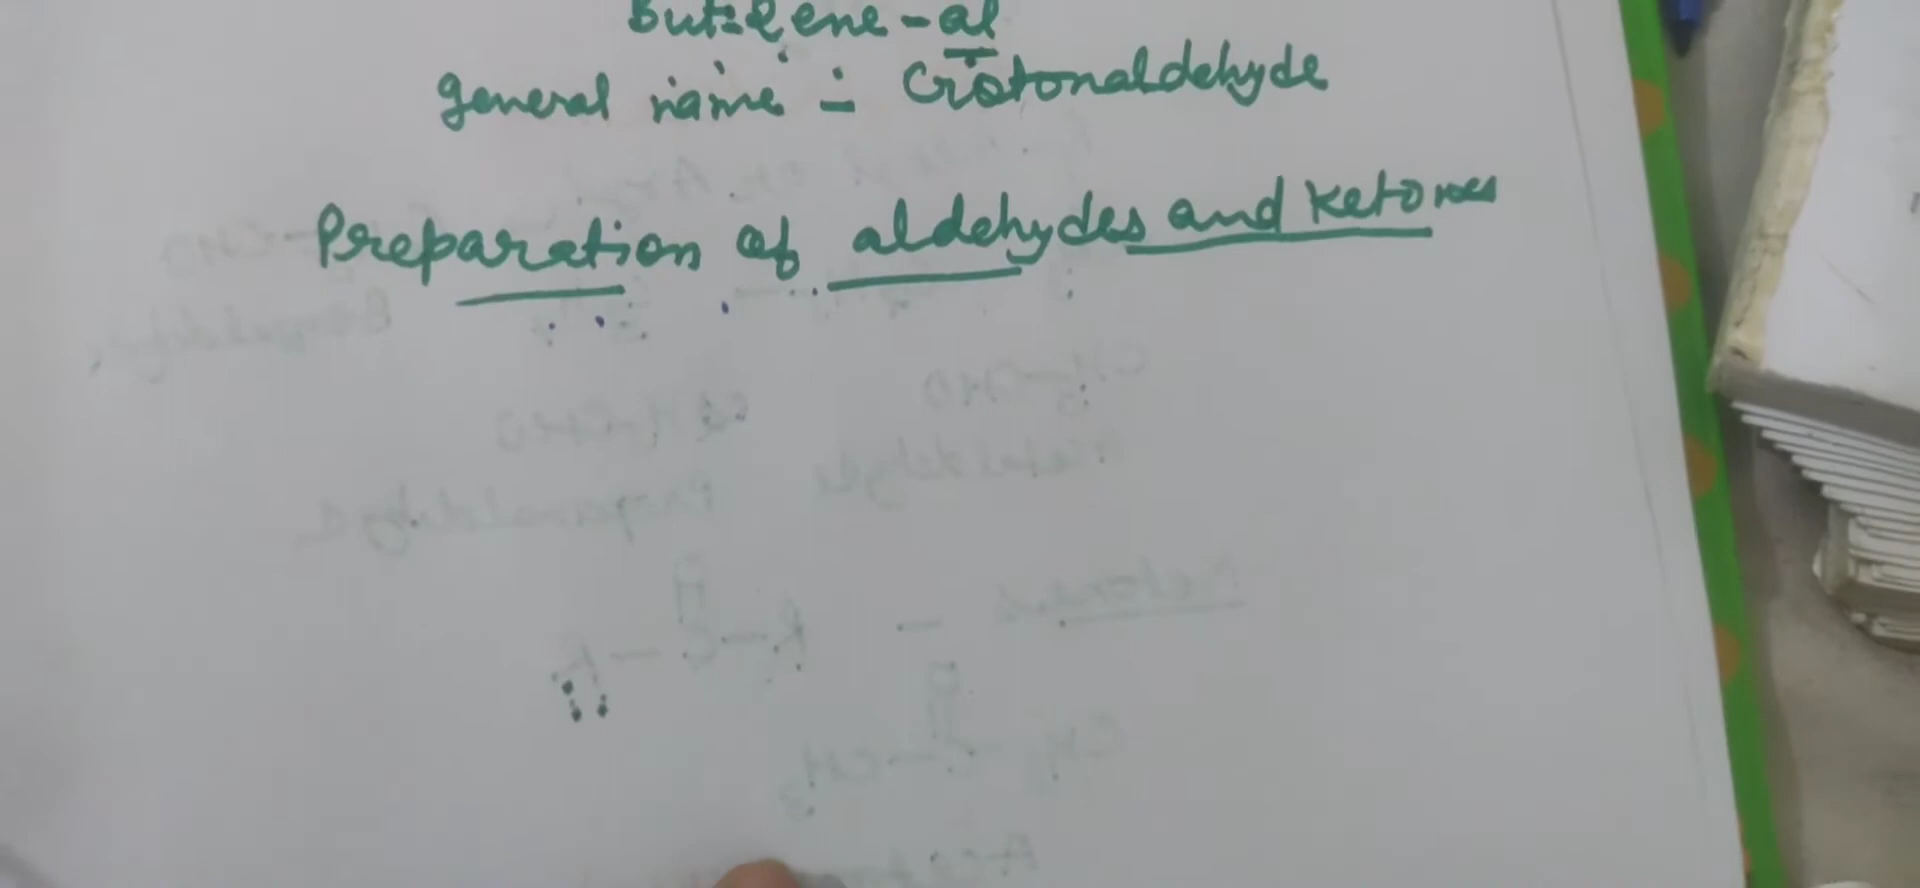 But-2-ene-al
general name :- Crotonaldehyde
Preparation of aldehydes and ketones